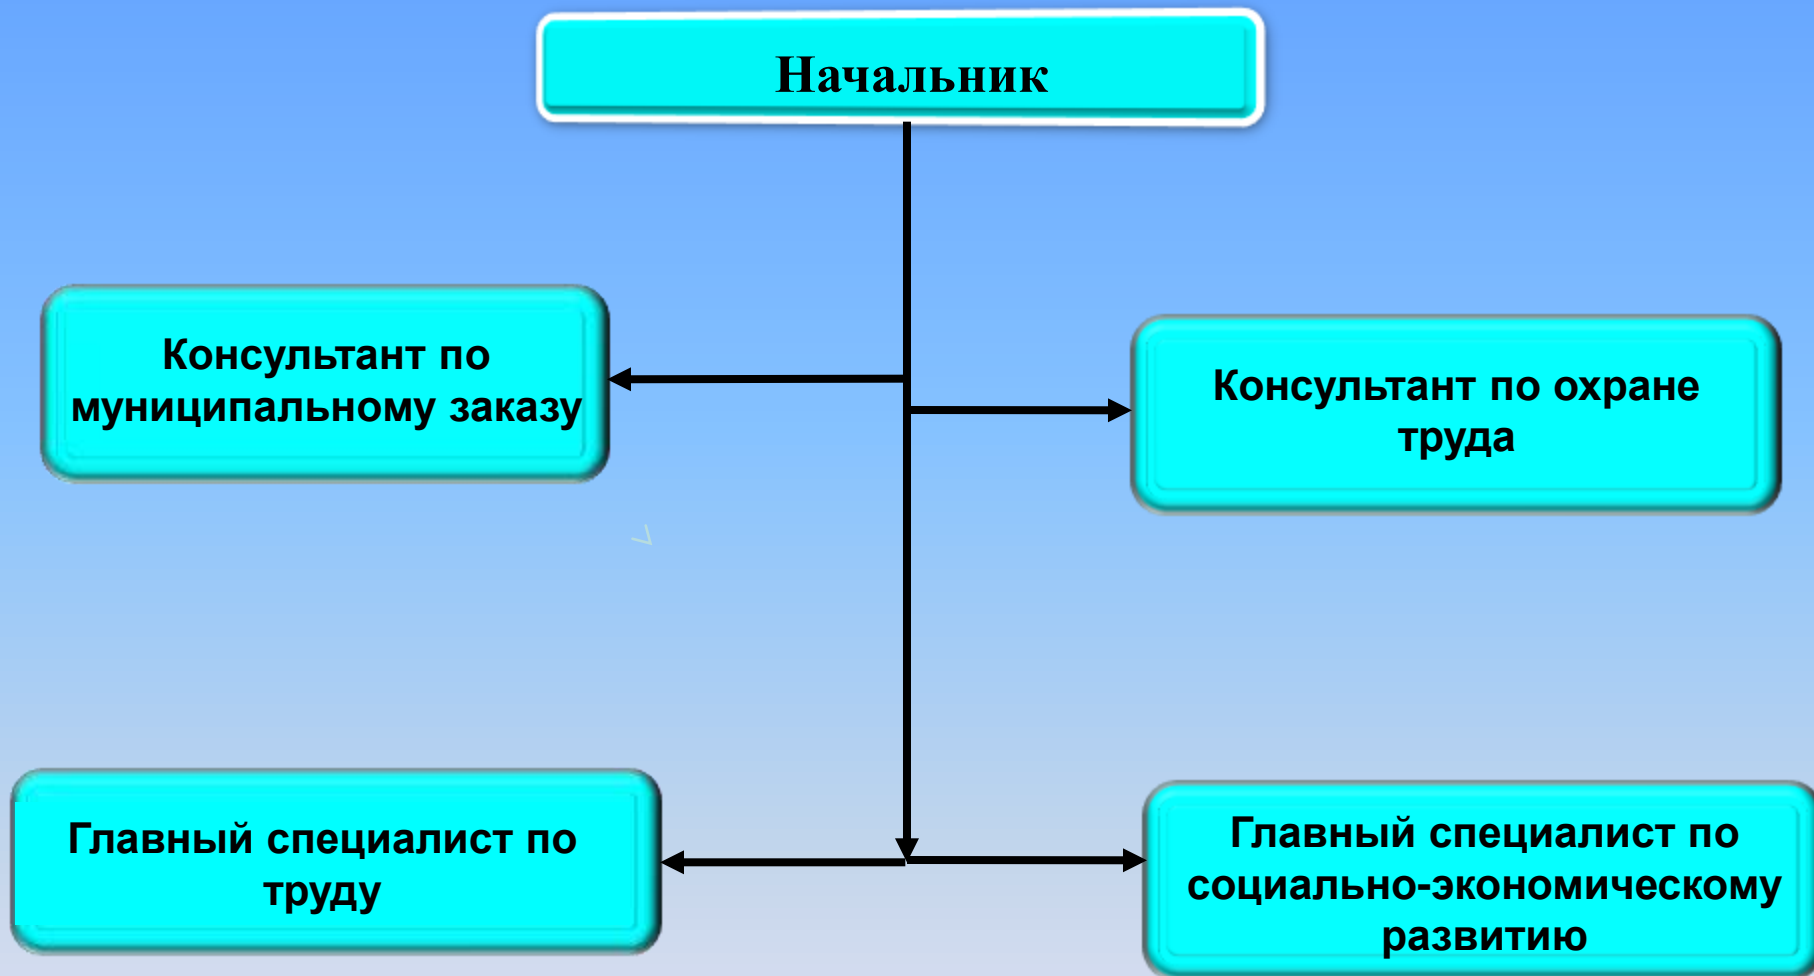 Начальник
Консультант по
муниципальному заказу
Консультант по охране
труда
Главный специалист по
труду
Главный специалист по
социально-экономическому
развитию